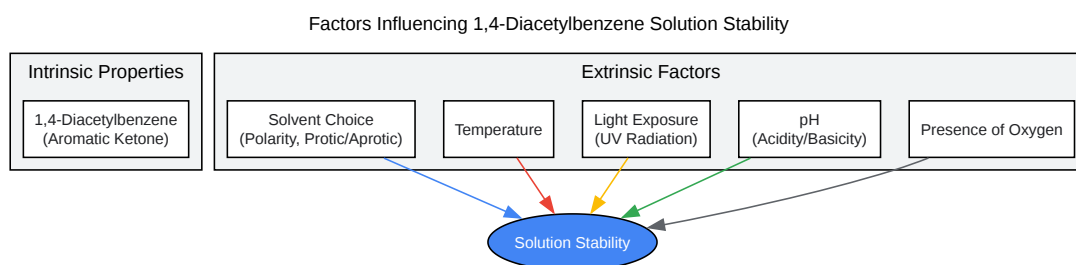 Factors Influencing 1,4-Diacetylbenzene Solution Stability
Intrinsic Properties
1,4-Diacetylbenzene
(Aromatic Ketone)
Extrinsic Factors
Solvent Choice
(Polarity, Protic/Aprotic)
Temperature
Light Exposure
(UV Radiation)
pH
(Acidity/Basicity)
Presence of Oxygen
Solution Stability